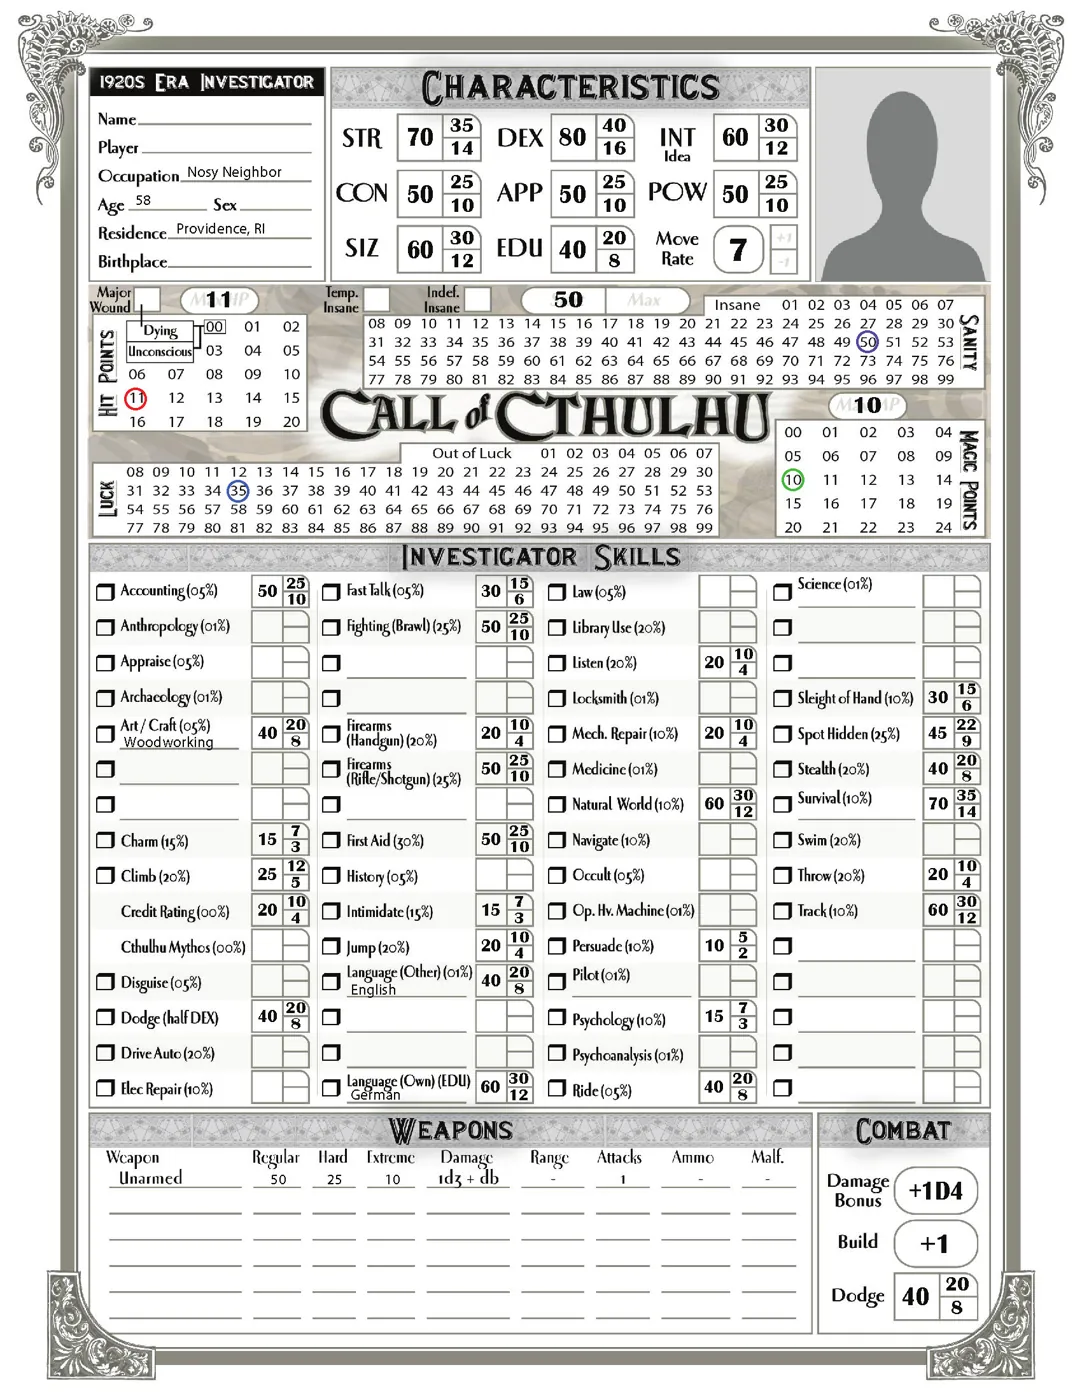 1920s Era Investigator
Name
Player
Occupation Nosy Neighbor
Age 58 Sex
Residence Providence, RI
Birthplace
Characteristics
STR 70 35 14 DEX 80 40 16 INT Idea 60 30 12
CON 50 25 10 APP 50 25 10 POW 50 25 10
SIZ 60 30 12 EDU 40 20 8 Move Rate 7 +1 -1
Major Wound 11
Hit Points
Dying 00 01 02
Unconscious 03 04 05
06 07 08 09 10
11 12 13 14 15
16 17 18 19 20
Temp. Insane Indef. Insane 50 Max
Sanity
Insane 01 02 03 04 05 06 07
08 09 10 11 12 13 14 15 16 17 18 19 20 21 22 23 24 25 26 27 28 29 30
31 32 33 34 35 36 37 38 39 40 41 42 43 44 45 46 47 48 49 50 51 52 53
54 55 56 57 58 59 60 61 62 63 64 65 66 67 68 69 70 71 72 73 74 75 76
77 78 79 80 81 82 83 84 85 86 87 88 89 90 91 92 93 94 95 96 97 98 99
Call of Cthulhu
10
Magic Points
00 01 02 03 04
05 06 07 08 09
10 11 12 13 14
15 16 17 18 19
20 21 22 23 24
Luck
Out of Luck 01 02 03 04 05 06 07
08 09 10 11 12 13 14 15 16 17 18 19 20 21 22 23 24 25 26 27 28 29 30
31 32 33 34 35 36 37 38 39 40 41 42 43 44 45 46 47 48 49 50 51 52 53
54 55 56 57 58 59 60 61 62 63 64 65 66 67 68 69 70 71 72 73 74 75 76
77 78 79 80 81 82 83 84 85 86 87 88 89 90 91 92 93 94 95 96 97 98 99
Investigator Skills
Accounting (05%) 50 25 10
Anthropology (01%)
Appraise (05%)
Archaeology (01%)
Art / Craft (05%) 40 20 8
Woodworking
Charm (15%) 15 7 3
Climb (20%) 25 12 5
Credit Rating (00%) 20 10 4
Cthulhu Mythos (00%)
Disguise (05%)
Dodge (half DEX) 40 20 8
Drive Auto (20%)
Elec Repair (10%)
Fast Talk (05%) 30 15 6
Fighting (Brawl) (25%) 50 25 10
Firearms
(Handgun) (20%) 20 10 4
Firearms
(Rifle/Shotgun) (25%) 50 25 10
First Aid (30%) 50 25 10
History (05%)
Intimidate (15%) 15 7 3
Jump (20%) 20 10 4
Language (Other) (01%) 40 20 8
English
Language (Own) (EDU) 60 30 12
German
Law (05%)
Library Use (20%)
Listen (20%) 20 10 4
Locksmith (01%)
Mech. Repair (10%) 20 10 4
Medicine (01%)
Natural World (10%) 60 30 12
Navigate (10%)
Occult (05%)
Op. Hv. Machine (01%)
Persuade (10%) 10 5 2
Pilot (01%)
Psychology (10%) 15 7 3
Psychoanalysis (01%)
Ride (05%) 40 20 8
Science (01%)
Sleight of Hand (10%) 30 15 6
Spot Hidden (25%) 45 22 9
Stealth (20%) 40 20 8
Survival (10%) 70 35 14
Swim (20%)
Throw (20%) 20 10 4
Track (10%) 60 30 12
Weapons
Weapon Regular Hard Extreme Damage Range Attacks Ammo Malf.
Unarmed 50 25 10 1d3 + db - 1 - -
Combat
Damage Bonus +1D4
Build +1
Dodge 40 20 8